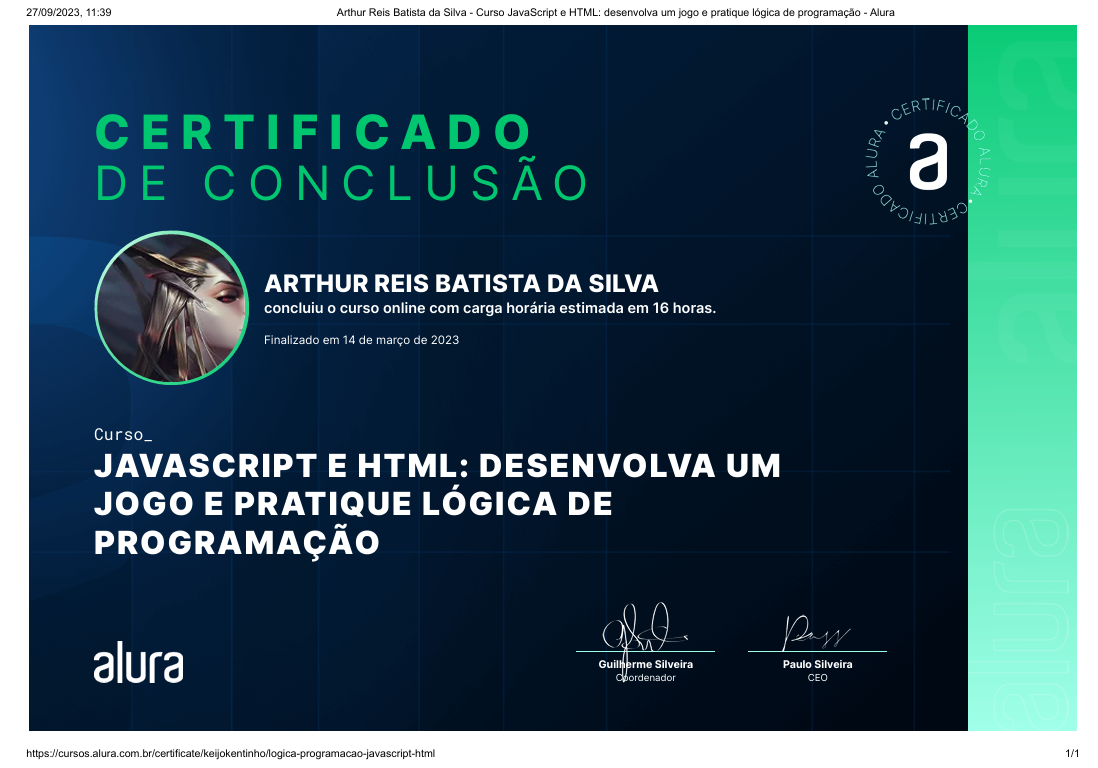 27/09/2023, 11:39
Arthur Reis Batista da Silva - Curso JavaScript e HTML: desenvolva um jogo e pratique lógica de programação - Alura
CERTIFICADO
DE CONCLUSÃO
• CERTIFICADO ALURA • CERTIFICADO ALURA
a
alura
ARTHUR REIS BATISTA DA SILVA
concluiu o curso online com carga horária estimada em 16 horas.
Finalizado em 14 de março de 2023
Curso_
JAVASCRIPT E HTML: DESENVOLVA UM
JOGO E PRATIQUE LÓGICA DE
PROGRAMAÇÃO
alura
alura
Guilherme Silveira
Coordenador
Paulo Silveira
CEO
https://cursos.alura.com.br/certificate/keijokentinho/logica-programacao-javascript-html
1/1